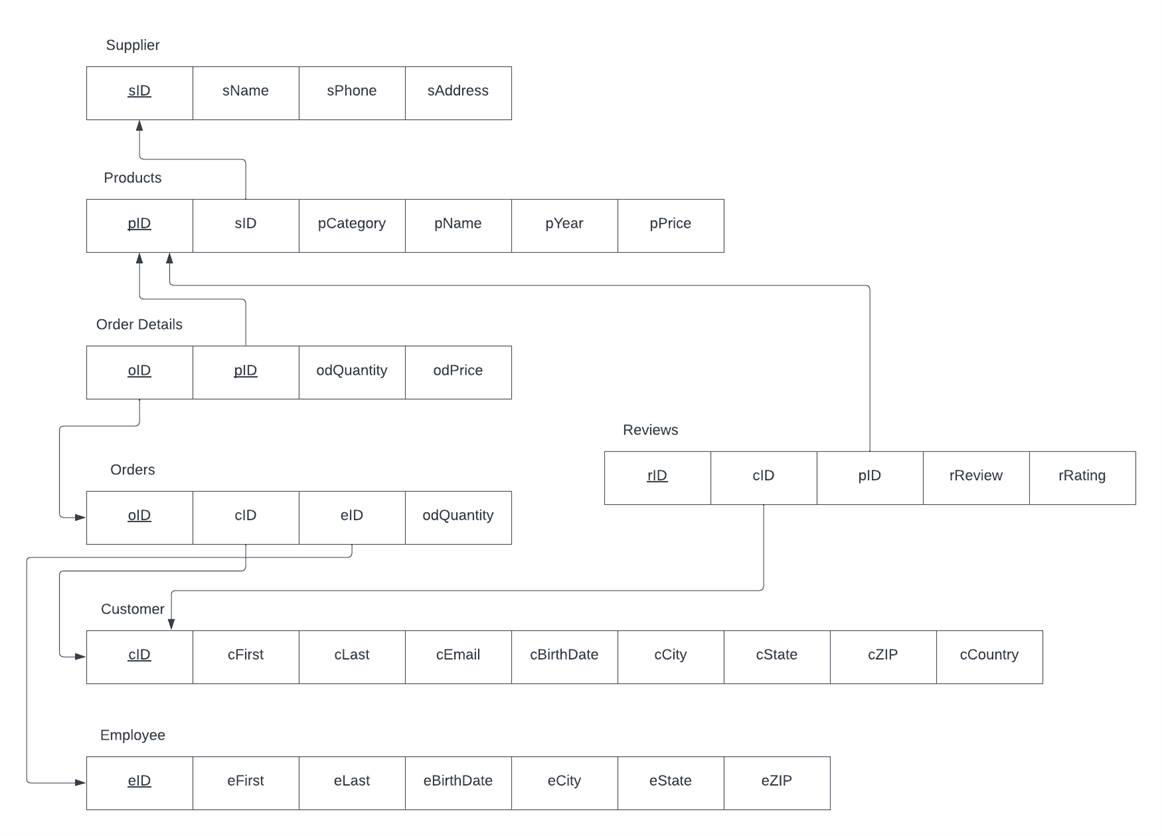 Supplier
sID sName sPhone sAddress
Products
pID sID pCategory pName pYear pPrice
Order Details
oID pID odQuantity odPrice
Reviews
rID cID pID rReview rRating
Orders
oID cID eID odQuantity
Customer
cID cFirst cLast cEmail cBirthDate cCity cState cZIP cCountry
Employee
eID eFirst eLast eBirthDate eCity eState eZIP